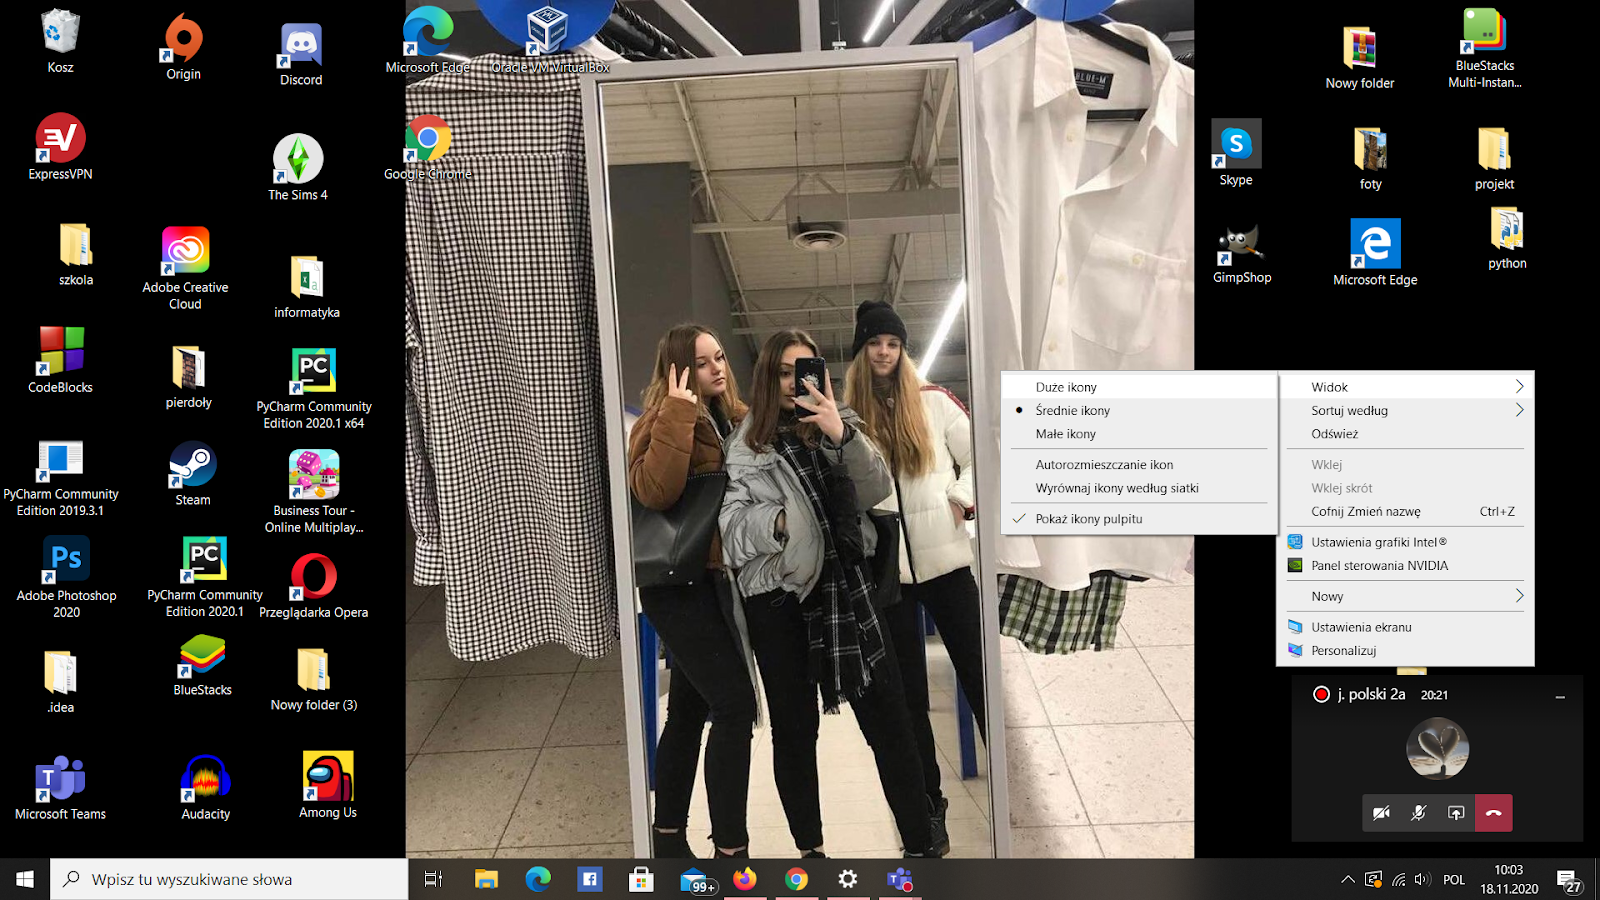 Kosz
Origin
Discord
Microsoft Edge
Oracle VM VirtualBox
Nowy folder
BlueStacks
Multi-Instan...
ExpressVPN
The Sims 4
Google Chrome
BLUE-M
Skype
foty
projekt
szkola
Adobe Creative
Cloud
informatyka
GimpShop
Microsoft Edge
python
CodeBlocks
pierdoły
PC
PyCharm Community
Edition 2020.1 x64
Duże ikony
Średnie ikony
Małe ikony
Autorozmieszczanie ikon
Wyrównaj ikony według siatki
Pokaż ikony pulpitu
Widok
Sortuj według
Odśwież
Wklej
Wklej skrót
Cofnij Zmień nazwę Ctrl+Z
Ustawienia grafiki Intel®
Panel sterowania NVIDIA
Nowy
Ustawienia ekranu
Personalizuj
PyCharm Community
Edition 2019.3.1
Steam
Business Tour -
Online Multiplay...
Ps
Adobe Photoshop
2020
PC
PyCharm Community
Edition 2020.1
Przeglądarka Opera
.idea
BlueStacks
Nowy folder (3)
j. polski 2a 20:21
Microsoft Teams
Audacity
Among Us
Wpisz tu wyszukiwane słowa
99+
POL
10:03
18.11.2020
27